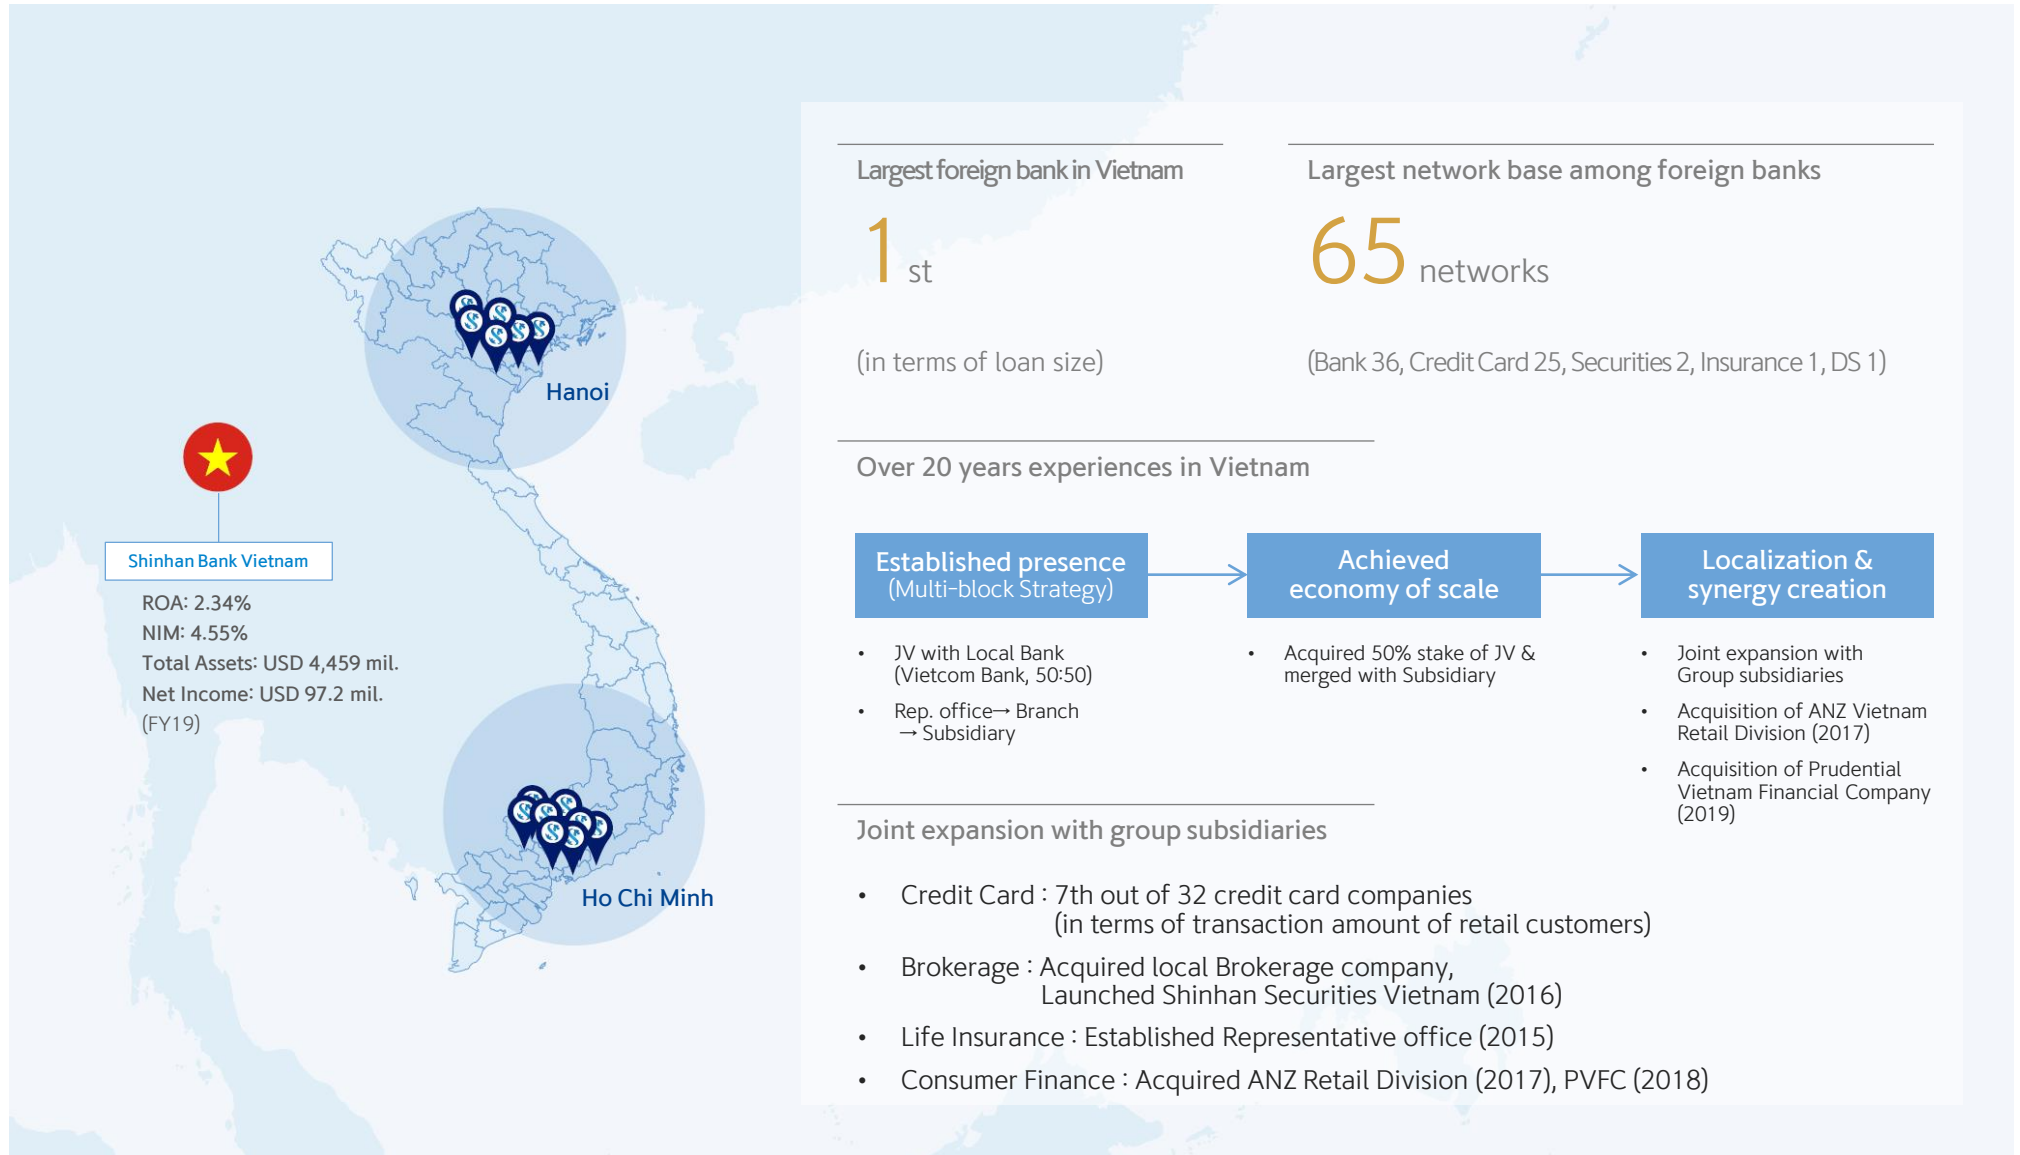 Hanoi
Shinhan Bank Vietnam
ROA: 2.34%
NIM: 4.55%
Total Assets: USD 4,459 mil.
Net Income: USD 97.2 mil.
(FY19)
Ho Chi Minh
Largest foreign bank in Vietnam
1 st
(in terms of loan size)
Largest network base among foreign banks
65 networks
(Bank 36, Credit Card 25, Securities 2, Insurance 1, DS 1)
Over 20 years experiences in Vietnam
Established presence
(Multi-block Strategy)
• JV with Local Bank
(Vietcom Bank, 50:50)
• Rep. office→ Branch
→ Subsidiary
Achieved
economy of scale
• Acquired 50% stake of JV &
merged with Subsidiary
Localization &
synergy creation
• Joint expansion with
Group subsidiaries
• Acquisition of ANZ Vietnam
Retail Division (2017)
• Acquisition of Prudential
Vietnam Financial Company
(2019)
Joint expansion with group subsidiaries
• Credit Card : 7th out of 32 credit card companies
(in terms of transaction amount of retail customers)
• Brokerage : Acquired local Brokerage company,
Launched Shinhan Securities Vietnam (2016)
• Life Insurance : Established Representative office (2015)
• Consumer Finance : Acquired ANZ Retail Division (2017), PVFC (2018)